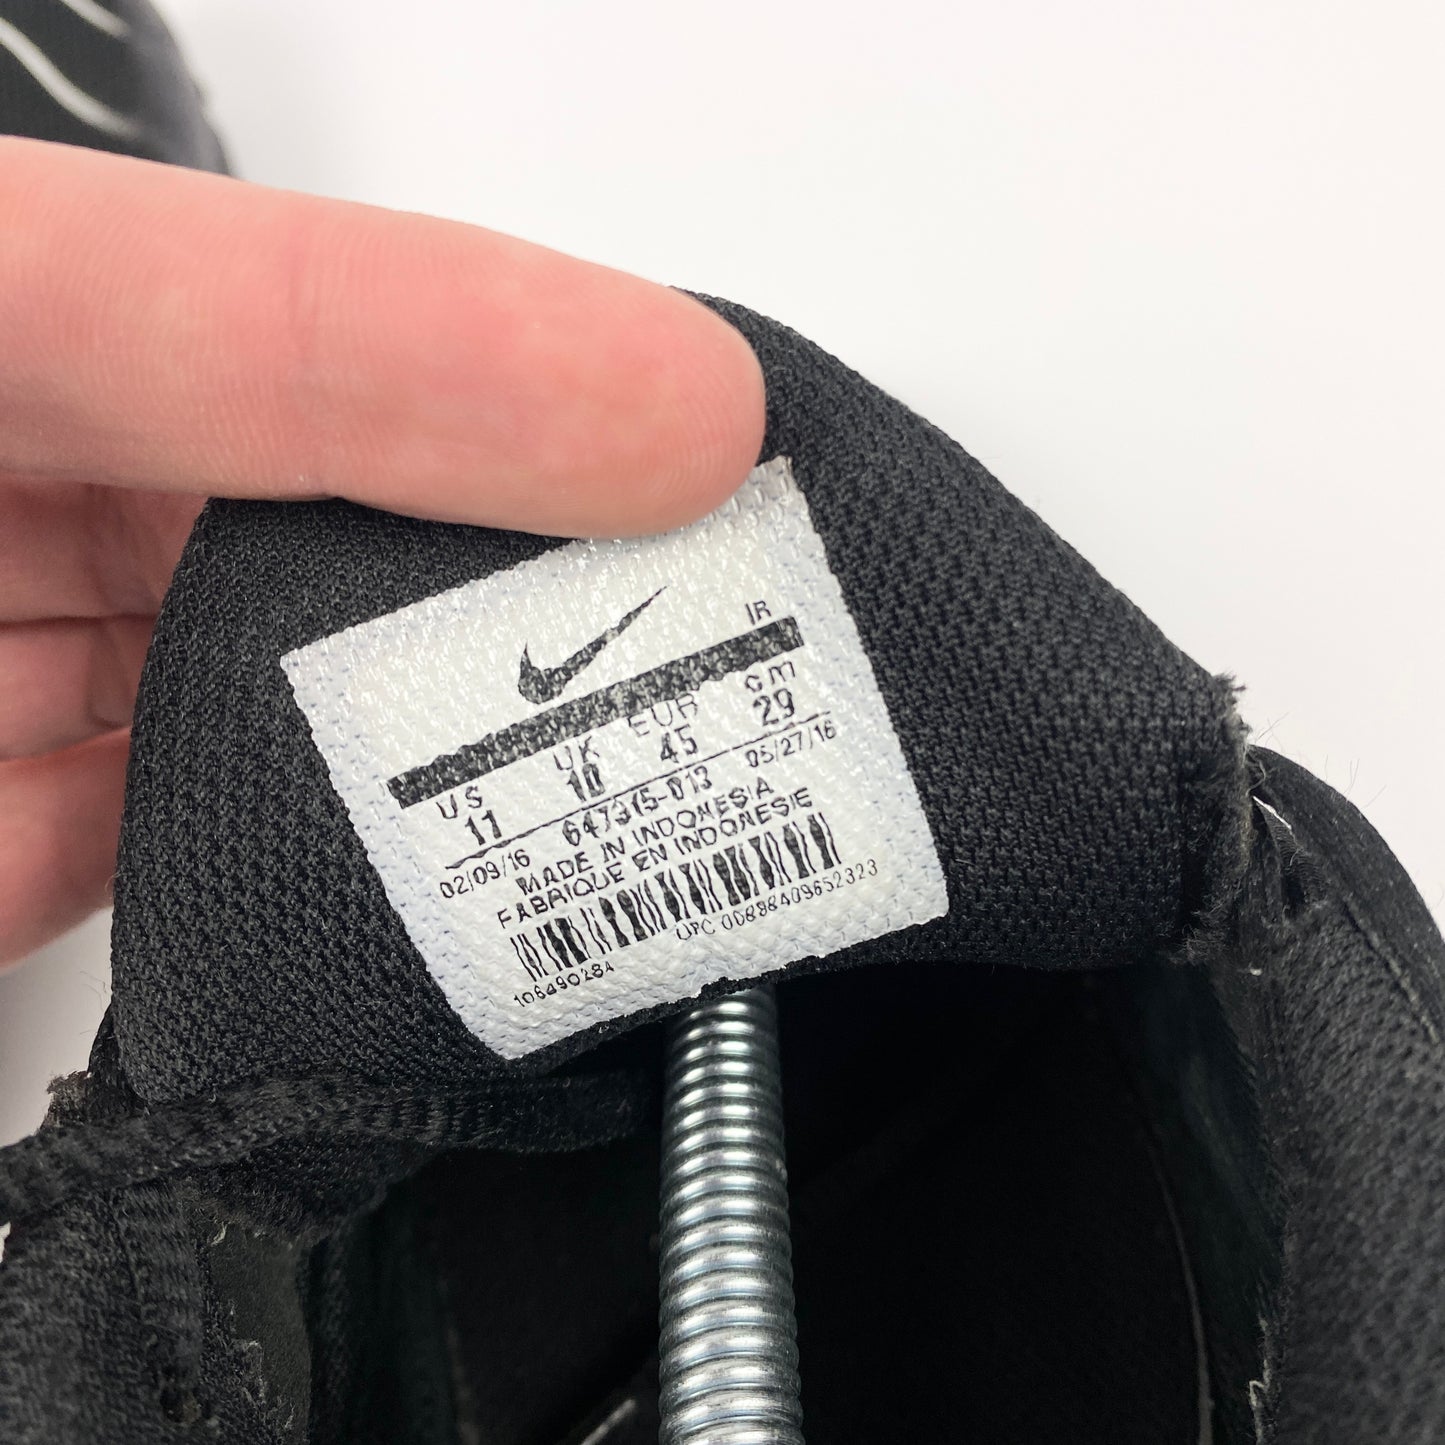 IR
US UK EUR cm
11 10 45 29
02/09/16 647315-013 05/27/16
MADE IN INDONESIA
FABRIQUE EN INDONESIE
UPC 00888409652323
106490284